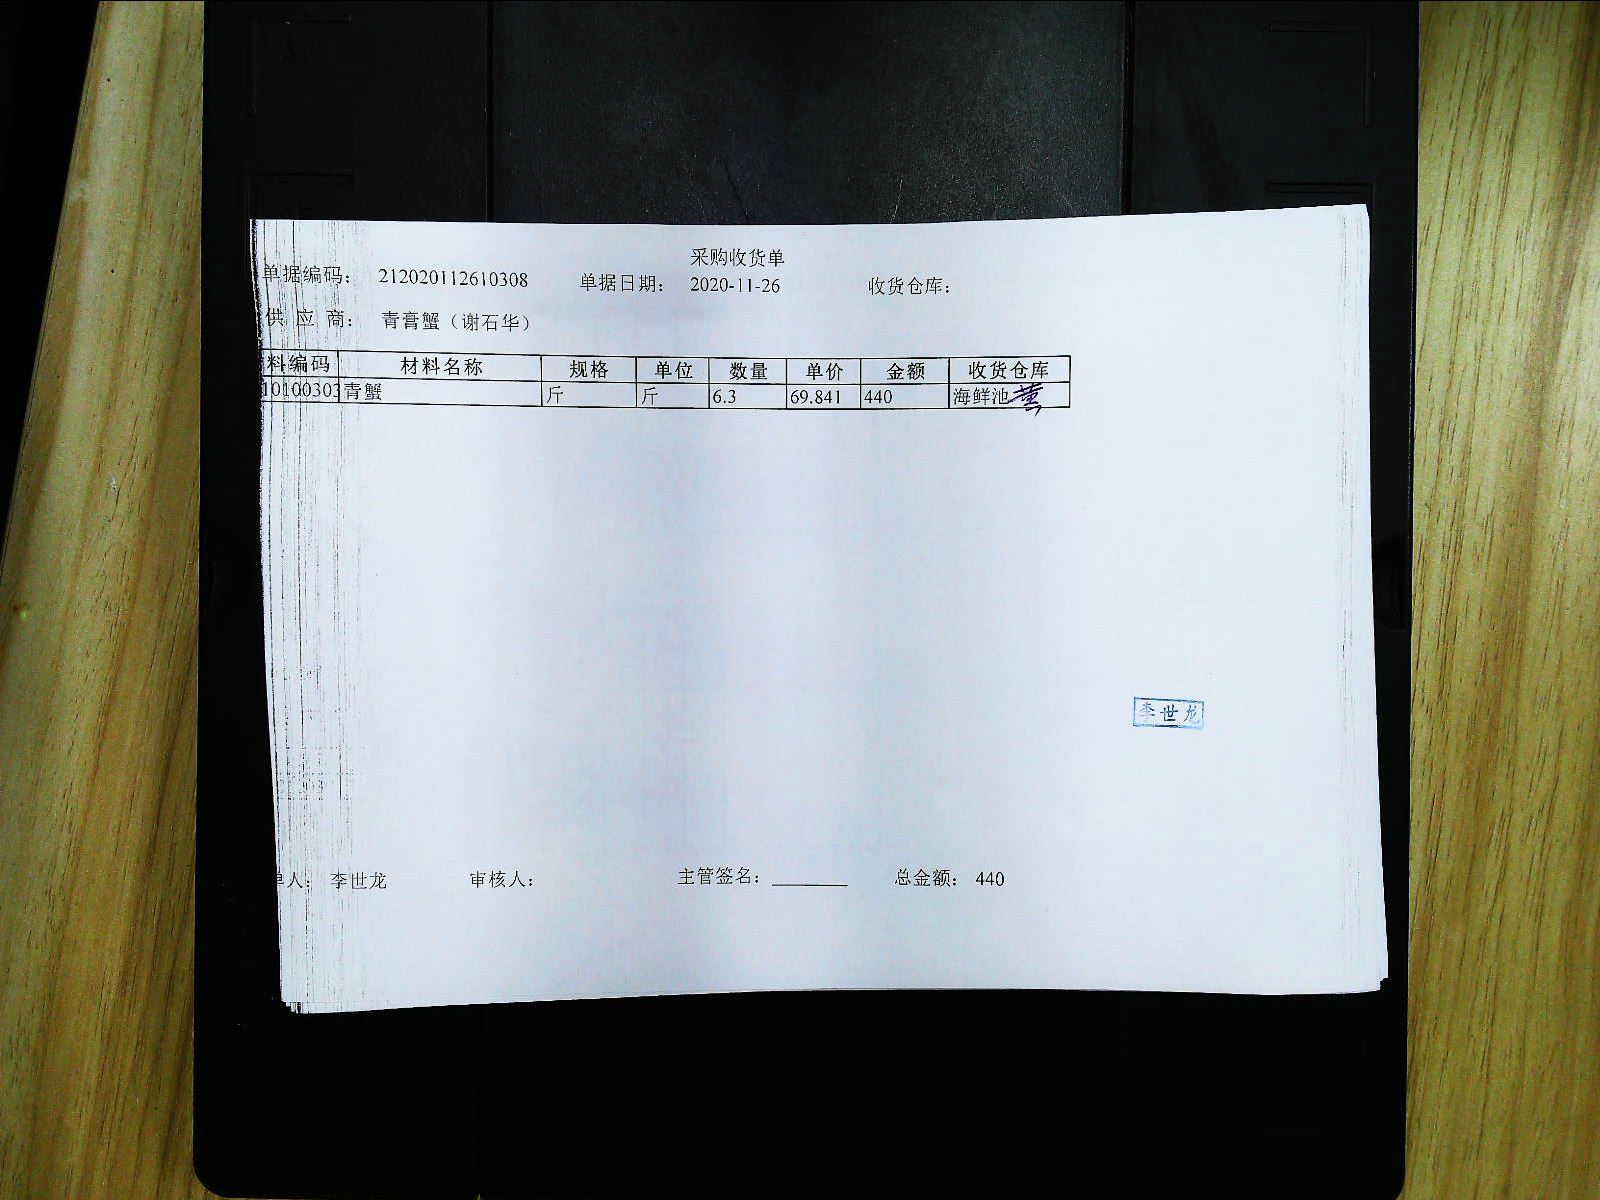 采购收货单
单据编码： 212020112610308 单据日期： 2020-11-26 收货仓库：
供 应 商： 青膏蟹（谢石华）
料编码 材料名称 规格 单位 数量 单价 金额 收货仓库
10100303 青蟹 斤 斤 6.3 69.841 440 海鲜池
李世龙
单人： 李世龙 审核人： 主管签名： 总金额： 440